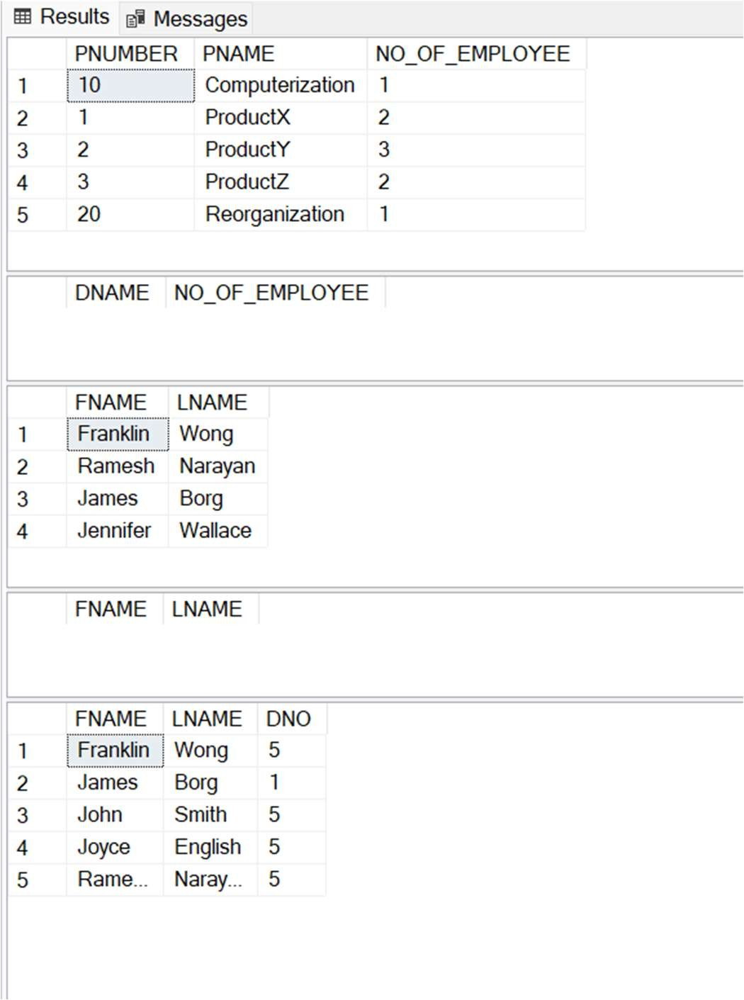 Results Messages
PNUMBER PNAME NO_OF_EMPLOYEE
1 10 Computerization 1
2 1 ProductX 2
3 2 ProductY 3
4 3 ProductZ 2
5 20 Reorganization 1
DNAME NO_OF_EMPLOYEE
FNAME LNAME
1 Franklin Wong
2 Ramesh Narayan
3 James Borg
4 Jennifer Wallace
FNAME LNAME
FNAME LNAME DNO
1 Franklin Wong 5
2 James Borg 1
3 John Smith 5
4 Joyce English 5
5 Rame... Naray... 5